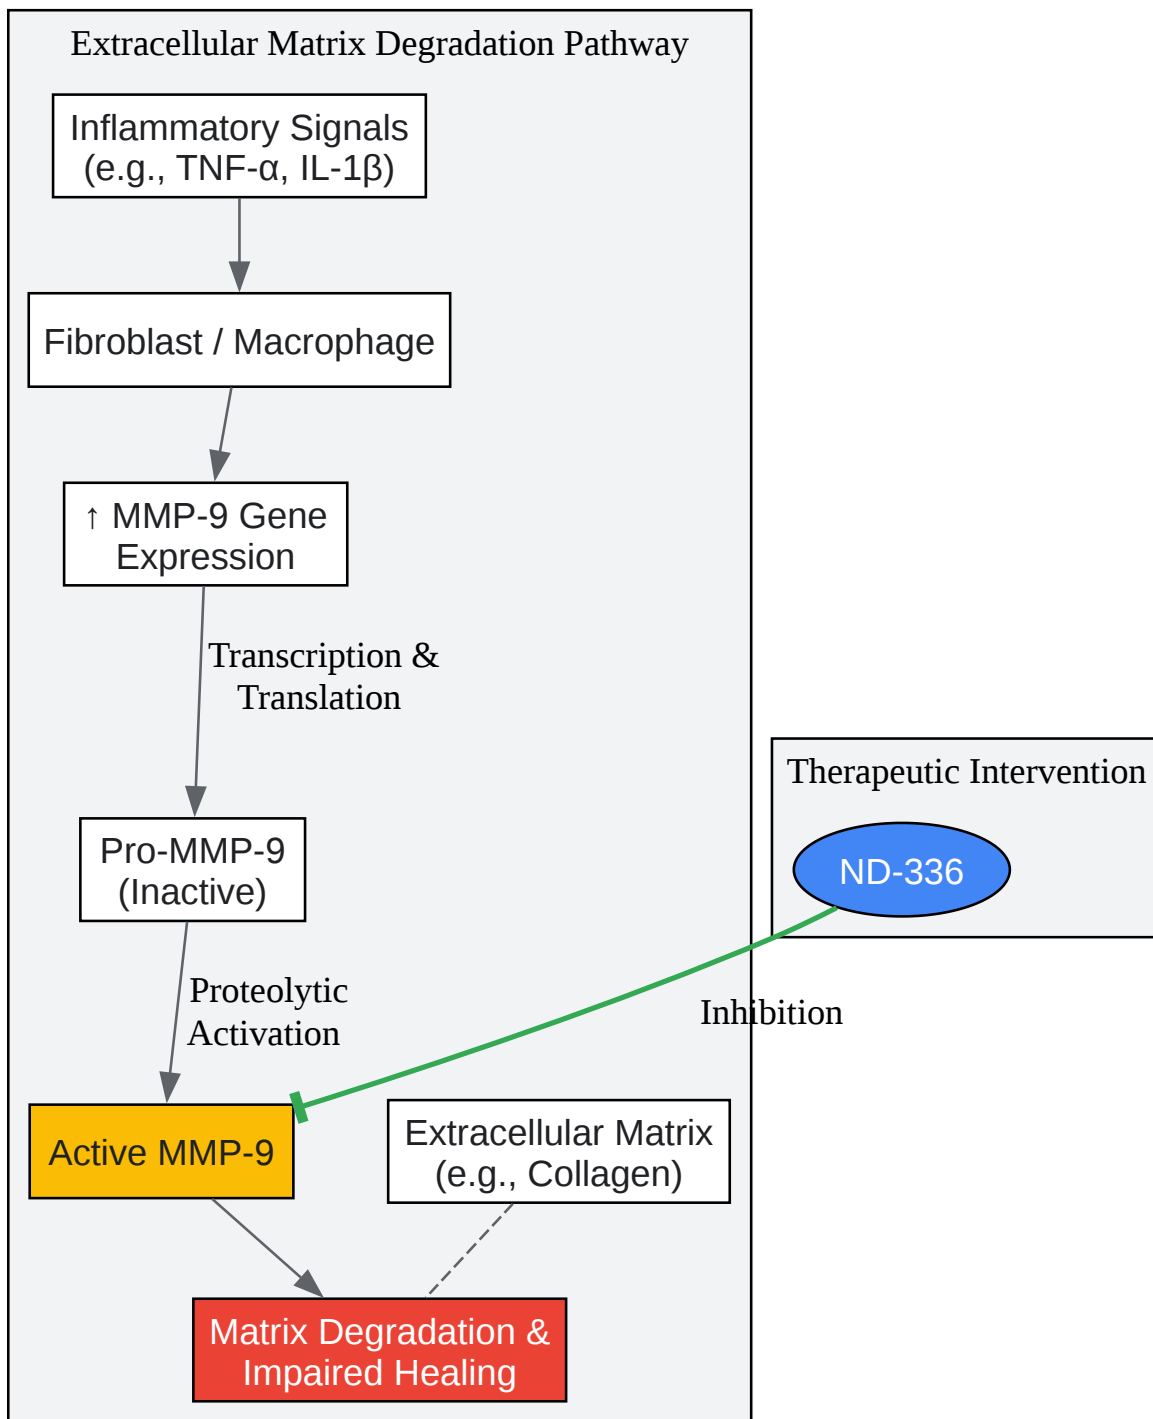 Extracellular Matrix Degradation Pathway
Inflammatory Signals
(e.g., TNF-α, IL-1β)
Fibroblast / Macrophage
↑ MMP-9 Gene
Expression
Transcription &
Translation
Therapeutic Intervention
Pro-MMP-9
(Inactive)
ND-336
Proteolytic
Activation
Inhibition
Active MMP-9
Extracellular Matrix
(e.g., Collagen)
Matrix Degradation &
Impaired Healing